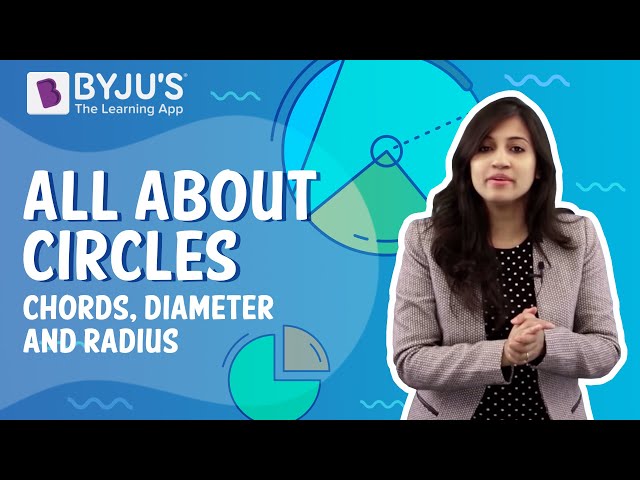 BYJU'S
The Learning App
ALL ABOUT
CIRCLES
CHORDS, DIAMETER
AND RADIUS